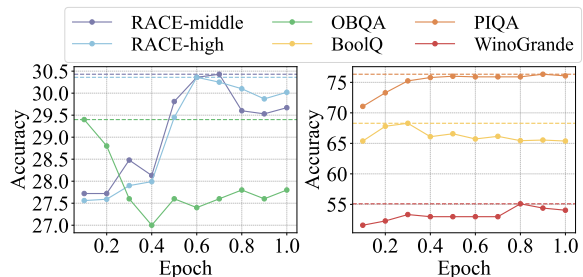 RACE-middle OBQA PIQA
RACE-high BoolQ WinoGrande
Accuracy
30.5
30.0
29.5
29.0
28.5
28.0
27.5
27.0
0.2 0.4 0.6 0.8 1.0
Epoch
Accuracy
75
70
65
60
55
0.2 0.4 0.6 0.8 1.0
Epoch